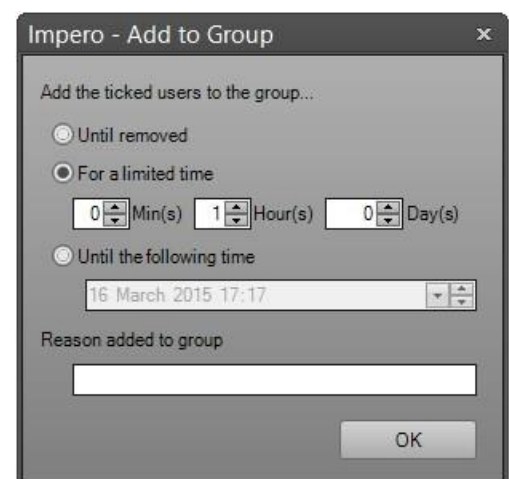 Impero - Add to Group
Add the ticked users to the group...
Until removed
For a limited time
0 Min(s) 1 Hour(s) 0 Day(s)
Until the following time
16 March 2015 17:17
Reason added to group
OK